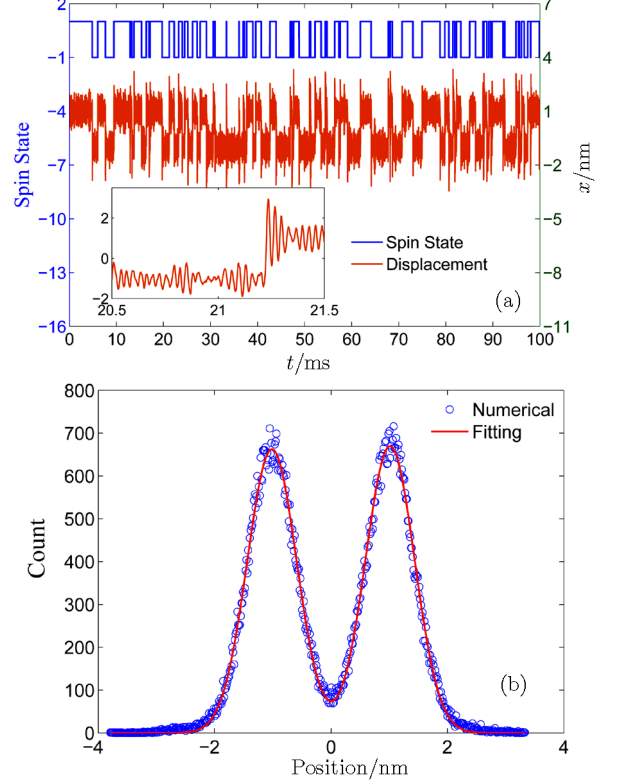 2
−1
−4
−7
−10
−13
−16
Spin State
7
4
1
−2
−5
−8
−11
x/nm
2
0
−2
20.5 21 21.5
Spin State
Displacement
(a)
0 10 20 30 40 50 60 70 80 90 100
t/ms
800
700
600
500
400
300
200
100
0
Count
Numerical
Fitting
(b)
−4 −2 0 2 4
Position/nm